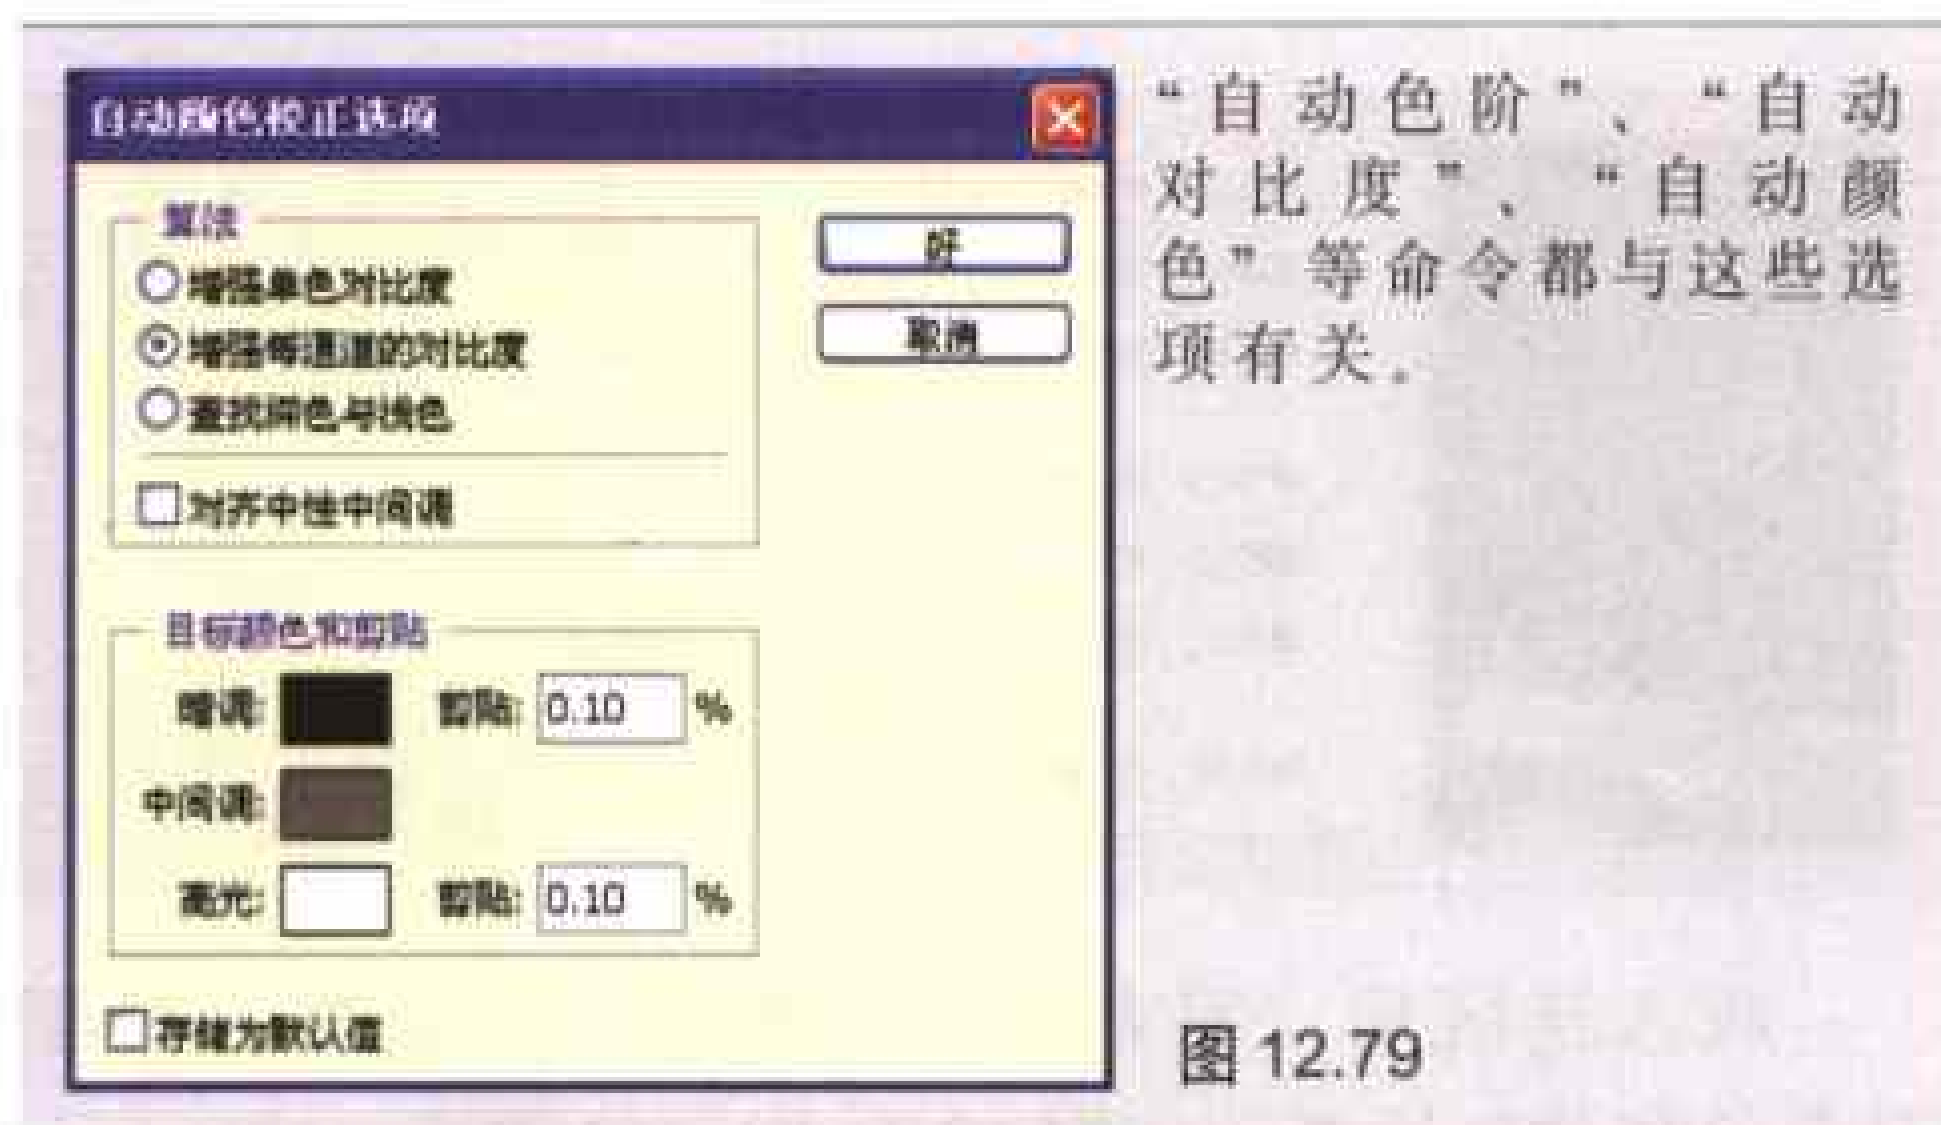 自动颜色校正选项
算法
增强单色对比度
增强每通道的对比度
查找深色与浅色
对齐中性中间调
好
取消
目标颜色和剪贴
暗调: 剪贴: 0.10 %
中间调:
高光: 剪贴: 0.10 %
存储为默认值
“自动色阶”、“自动
对比度”、“自动颜
色”等命令都与这些选
项有关。
图 12.79